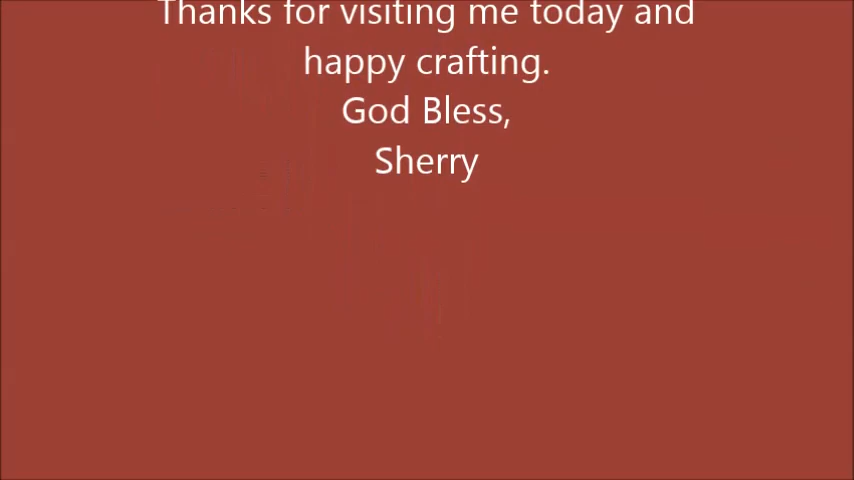 Thanks for visiting me today and
happy crafting.
God Bless,
Sherry